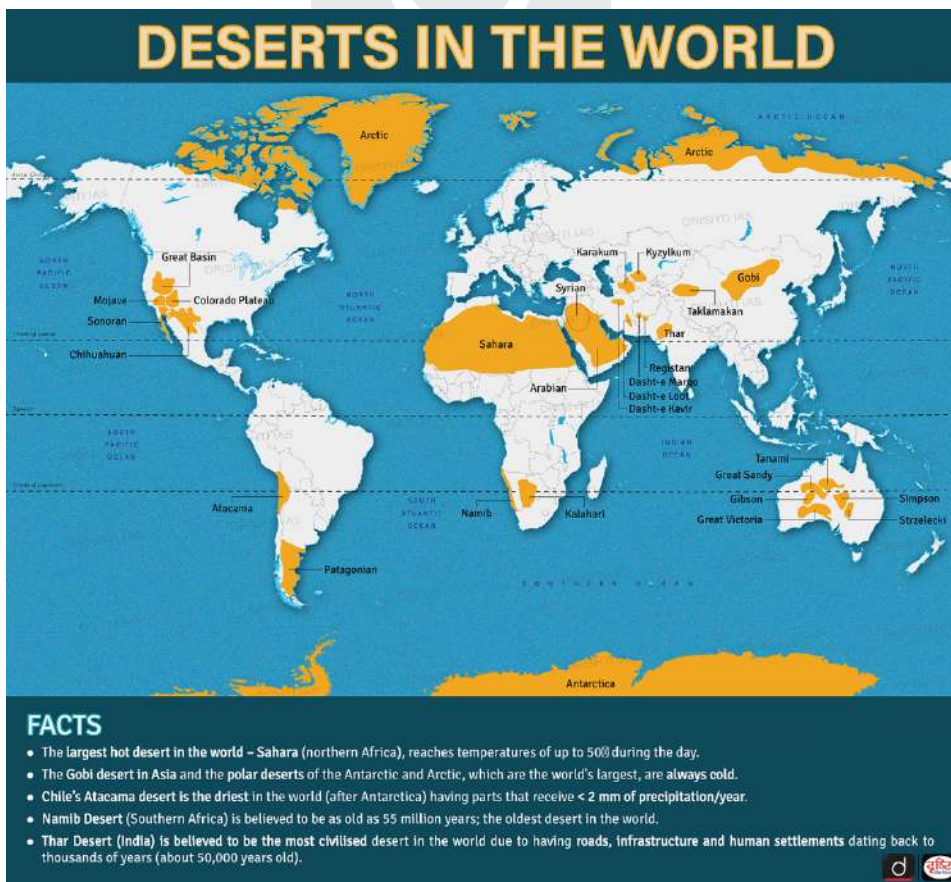 DESERTS IN THE WORLD
ARCTIC OCEAN
Arctic
Arctic
DRISHTI IAS
Great Basin
Karakum
Kyzylkum
NORTH
PACIFIC
OCEAN
NORTH
PACIFIC
OCEAN
Gobi
Syrian
Mojave
Colorado Plateau
NORTH
ATLANTIC
OCEAN
Taklamakan
Sonoran
Thar
Sahara
Chihuahuan
Registan
Arabian
Dasht-e Margo
Dasht-e Loot
Dasht-e Kavir
SOUTH
PACIFIC
OCEAN
INDIAN
OCEAN
Tanami
Great Sandy
Gibson
Simpson
Atacama
SOUTH
ATLANTIC
OCEAN
Namib
Kalahari
Great Victoria
Strzelecki
Patagonian
Southern Ocean
Antarctica
FACTS
• The largest hot desert in the world – Sahara (northern Africa), reaches temperatures of up to 50 during the day.
• The Gobi desert in Asia and the polar deserts of the Antarctic and Arctic, which are the world's largest, are always cold.
• Chile's Atacama desert is the driest in the world (after Antarctica) having parts that receive < 2 mm of precipitation/year.
• Namib Desert (Southern Africa) is believed to be as old as 55 million years; the oldest desert in the world.
• Thar Desert (India) is believed to be the most civilised desert in the world due to having roads, infrastructure and human settlements dating back to
thousands of years (about 50,000 years old).
d
दृष्टि